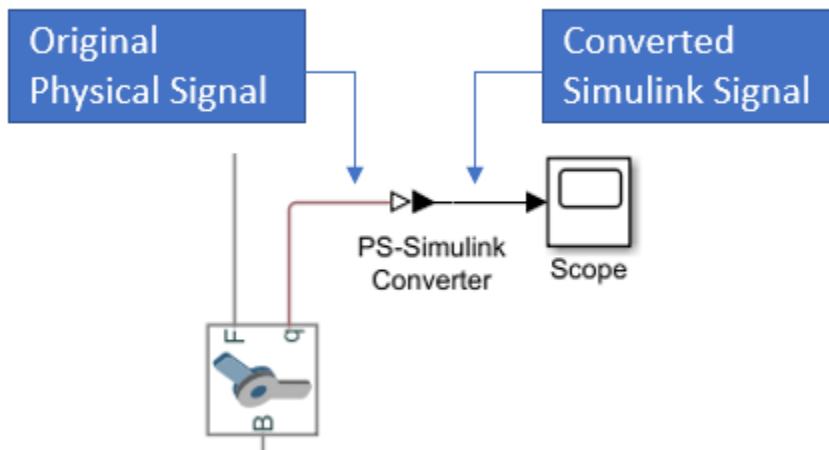 Original
Physical Signal
Converted
Simulink Signal
PS-Simulink
Converter
Scope
F
q
B